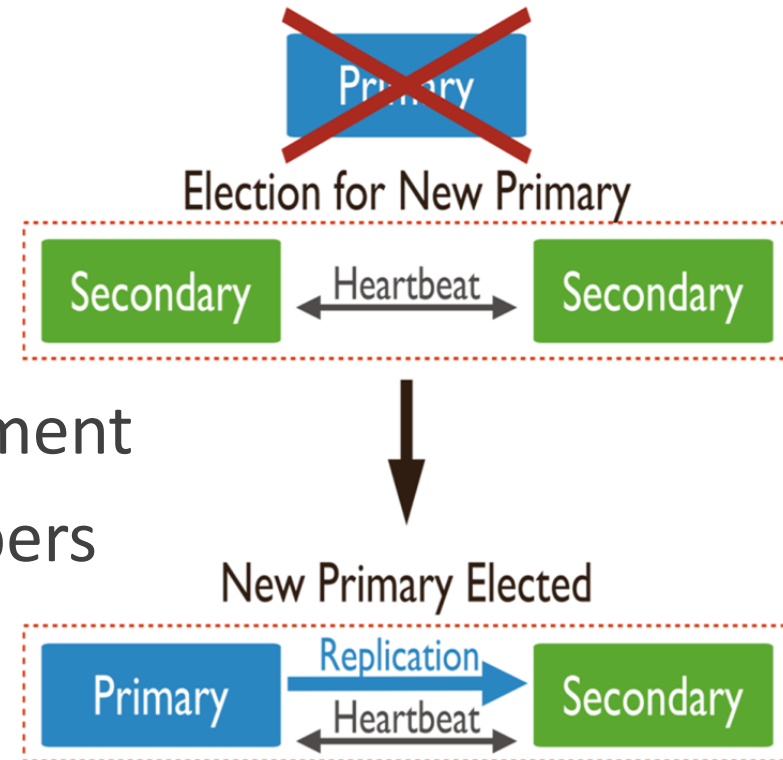 Primary
Election for New Primary
Secondary Heartbeat Secondary
ment
bers
New Primary Elected
Primary Replication Secondary
Heartbeat